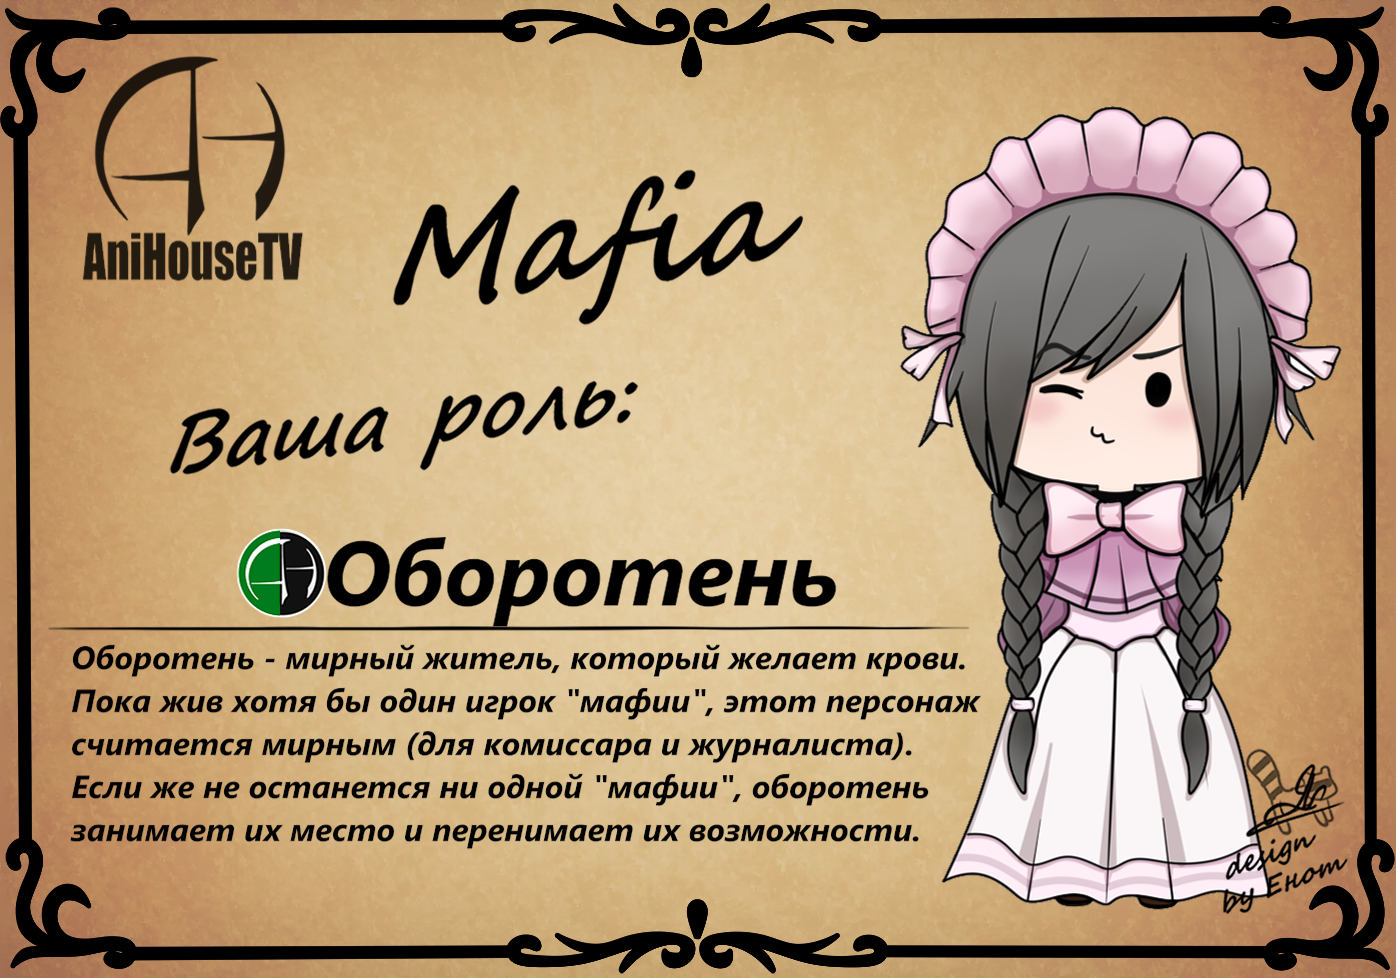 AniHouseTV
Mafia
Ваша роль:
Оборотень
Оборотень - мирный житель, который желает крови.
Пока жив хотя бы один игрок "мафии", этот персонаж
считается мирным (для комиссара и журналиста).
Если же не останется ни одной "мафии", оборотень
занимает их место и перенимает их возможности.
design
by Енот